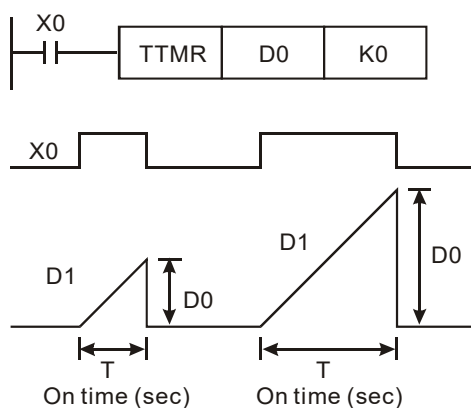 X0
TTMR D0 K0
X0
D1 D0 D1 D0
T T
On time (sec) On time (sec)